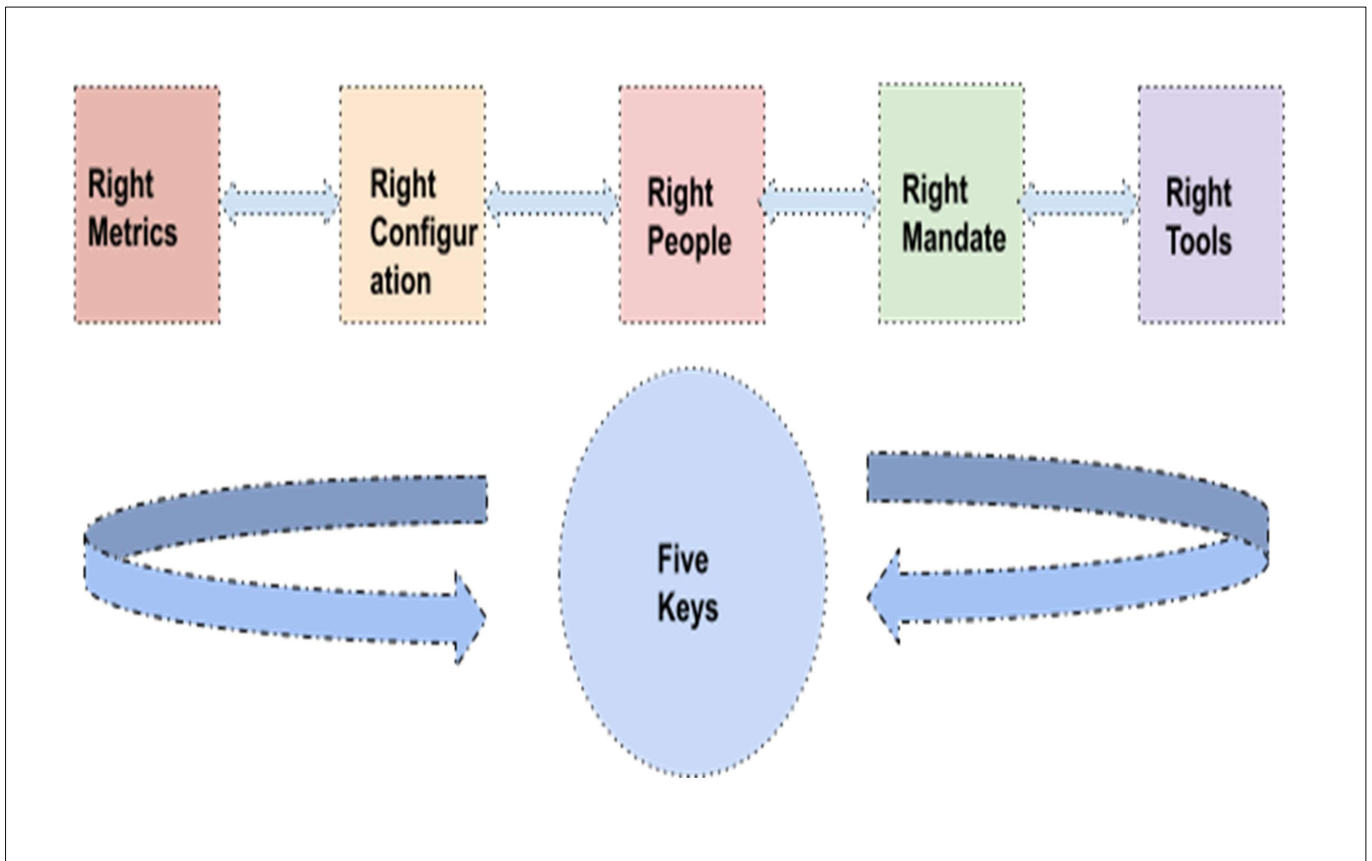 Right
Metrics
Right
Configur
ation
Right
People
Right
Mandate
Right
Tools
Five
Keys